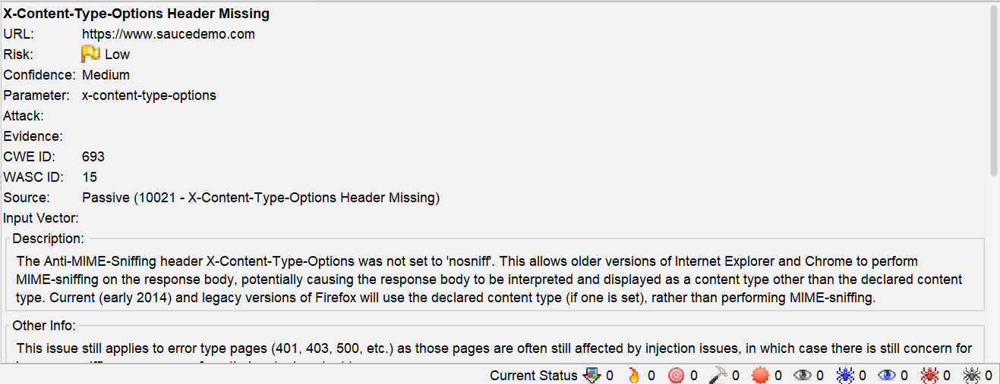 X-Content-Type-Options Header Missing
URL: https://www.saucedemo.com
Risk: Low
Confidence: Medium
Parameter: x-content-type-options
Attack:
Evidence:
CWE ID: 693
WASC ID: 15
Source: Passive (10021 - X-Content-Type-Options Header Missing)
Input Vector:
Description:
The Anti-MIME-Sniffing header X-Content-Type-Options was not set to 'nosniff'. This allows older versions of Internet Explorer and Chrome to perform
MIME-sniffing on the response body, potentially causing the response body to be interpreted and displayed as a content type other than the declared content
type. Current (early 2014) and legacy versions of Firefox will use the declared content type (if one is set), rather than performing MIME-sniffing.
Other Info:
This issue still applies to error type pages (401, 403, 500, etc.) as those pages are often still affected by injection issues, in which case there is still concern for
Current Status 0 0 0 0 0 0 0 0 0 0